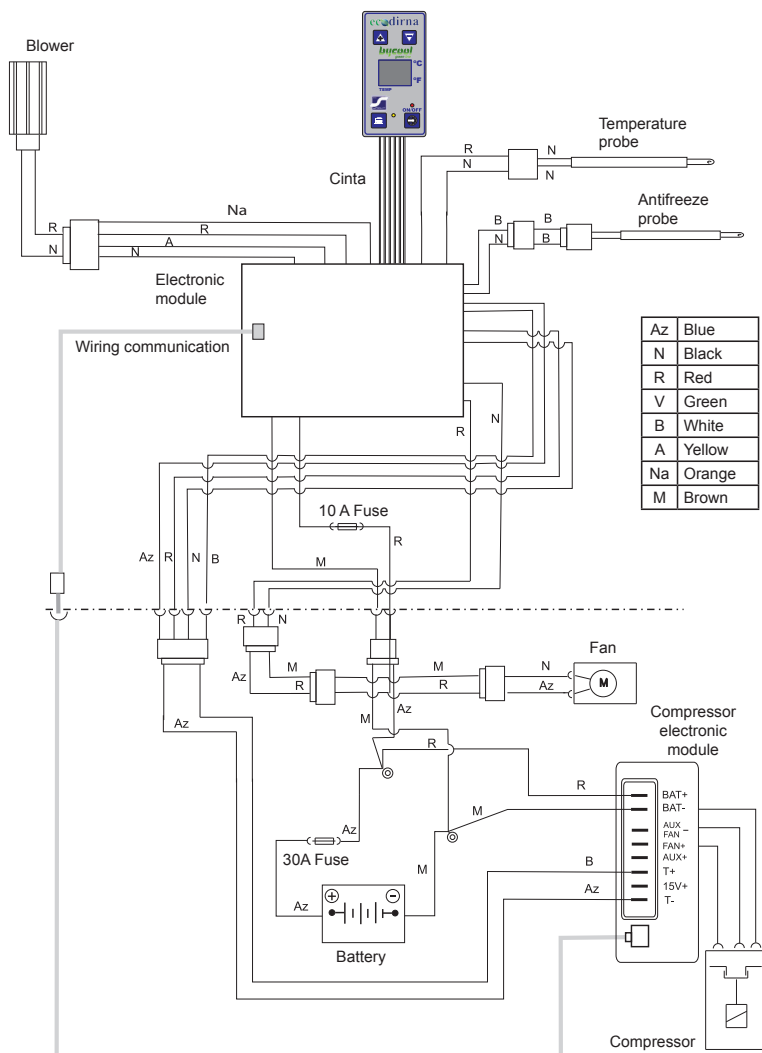 ecodirna
Blower
bycool
°C
°F
TEMP
ON/OFF
Temperature
probe
R
N
N
N
Cinta
Antifreeze
probe
Na
R
A
N
R
N
B
N
B
B
Electronic
module
Wiring communication
Az Blue
N Black
R Red
V Green
B White
A Yellow
Na Orange
M Brown
R
N
10 A Fuse
R
Az
R
N
B
M
R
N
Fan
Az
M
R
M
R
N
Az
M
Az
M
Az
Compressor
electronic
module
R
R
BAT+
BAT-
AUX
FAN –
FAN+
AUX+
T+
15V+
T-
M
Az
30A Fuse
M
B
Az
Az
+
-
Battery
Compressor